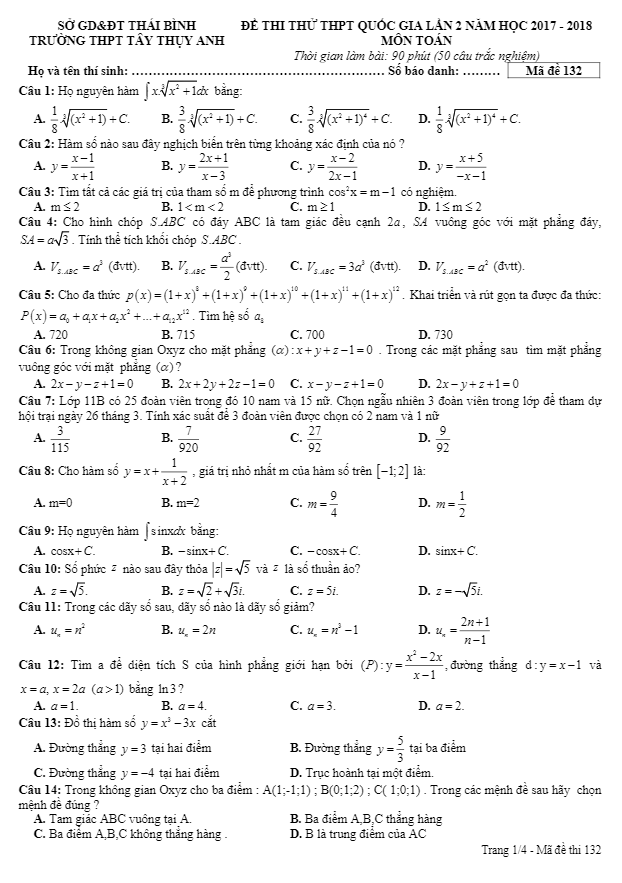 SỞ GD&ĐT THÁI BÌNH ĐỀ THI THỬ THPT QUỐC GIA LẦN 2 NĂM HỌC 2017 - 2018
TRƯỜNG THPT TÂY THỤY ANH MÔN TOÁN
Thời gian làm bài: 90 phút (50 câu trắc nghiệm)
Họ và tên thí sinh: ………………………………………………… Số báo danh: ……… Mã đề 132
Câu 1: Họ nguyên hàm ∫x∛(x² +1)dx bằng:
A. 1/8 ∛(x² +1) + C. B. 3/8 ∛(x² +1) + C. C. 3/8 ∛(x² +1)⁴ + C. D. 1/8 ∛(x² +1)⁴ + C.
Câu 2: Hàm số nào sau đây nghịch biến trên từng khoảng xác định của nó ?
A. y = (x−1)/(x+1) B. y = (2x+1)/(x−3) C. y = (x−2)/(2x−1) D. y = (x+5)/(−x−1)
Câu 3: Tìm tất cả các giá trị của tham số m để phương trình cos²x = m−1 có nghiệm.
A. m ≤ 2 B. 1 < m < 2 C. m ≥ 1 D. 1 ≤ m ≤ 2
Câu 4: Cho hình chóp S.ABC có đáy ABC là tam giác đều cạnh 2a, SA vuông góc với mặt phẳng đáy,
SA = a√3 . Tính thể tích khối chóp S.ABC .
A. V_{S.ABC} = a³ (đvtt). B. V_{S.ABC} = a³/2 (đvtt). C. V_{S.ABC} = 3a³ (đvtt). D. V_{S.ABC} = a² (đvtt).
Câu 5: Cho đa thức p(x) = (1+x)⁸ + (1+x)⁹ + (1+x)¹⁰ + (1+x)¹¹ + (1+x)¹² . Khai triển và rút gọn ta được đa thức:
P(x) = a₀ + a₁x + a₂x² + ... + a₁₂x¹² . Tìm hệ số a₈
A. 720 B. 715 C. 700 D. 730
Câu 6: Trong không gian Oxyz cho mặt phẳng (α): x + y + z −1 = 0 . Trong các mặt phẳng sau tìm mặt phẳng
vuông góc với mặt phẳng (α) ?
A. 2x − y − z +1 = 0 B. 2x + 2y + 2z −1 = 0 C. x − y − z +1 = 0 D. 2x − y + z +1 = 0
Câu 7: Lớp 11B có 25 đoàn viên trong đó 10 nam và 15 nữ. Chọn ngẫu nhiên 3 đoàn viên trong lớp để tham dự
hội trại ngày 26 tháng 3. Tính xác suất để 3 đoàn viên được chọn có 2 nam và 1 nữ
A. 3/115 B. 7/920 C. 27/92 D. 9/92
Câu 8: Cho hàm số y = x + 1/(x+2) , giá trị nhỏ nhất m của hàm số trên [−1;2] là:
A. m=0 B. m=2 C. m = 9/4 D. m = 1/2
Câu 9: Họ nguyên hàm ∫sinxdx bằng:
A. cosx + C. B. −sinx + C. C. −cosx + C. D. sinx + C.
Câu 10: Số phức z nào sau đây thỏa |z| = √5 và z là số thuần ảo?
A. z = √5. B. z = √2 + √3i. C. z = 5i. D. z = −√5i.
Câu 11: Trong các dãy số sau, dãy số nào là dãy số giảm?
A. uₙ = n² B. uₙ = 2n C. uₙ = n³ −1 D. uₙ = (2n+1)/(n−1)
Câu 12: Tìm a để diện tích S của hình phẳng giới hạn bởi (P): y = (x² − 2x)/(x−1), đường thẳng d: y = x −1 và
x = a, x = 2a (a > 1) bằng ln3 ?
A. a = 1. B. a = 4. C. a = 3. D. a = 2.
Câu 13: Đồ thị hàm số y = x³ − 3x cắt
A. Đường thẳng y = 3 tại hai điểm B. Đường thẳng y = 5/3 tại ba điểm
C. Đường thẳng y = −4 tại hai điểm D. Trục hoành tại một điểm.
Câu 14: Trong không gian Oxyz cho ba điểm : A(1;-1;1) ; B(0;1;2) ; C( 1;0;1) . Trong các mệnh đề sau hãy chọn
mệnh đề đúng ?
A. Tam giác ABC vuông tại A. B. Ba điểm A,B,C thẳng hàng
C. Ba điểm A,B,C không thẳng hàng . D. B là trung điểm của AC
Trang 1/4 - Mã đề thi 132